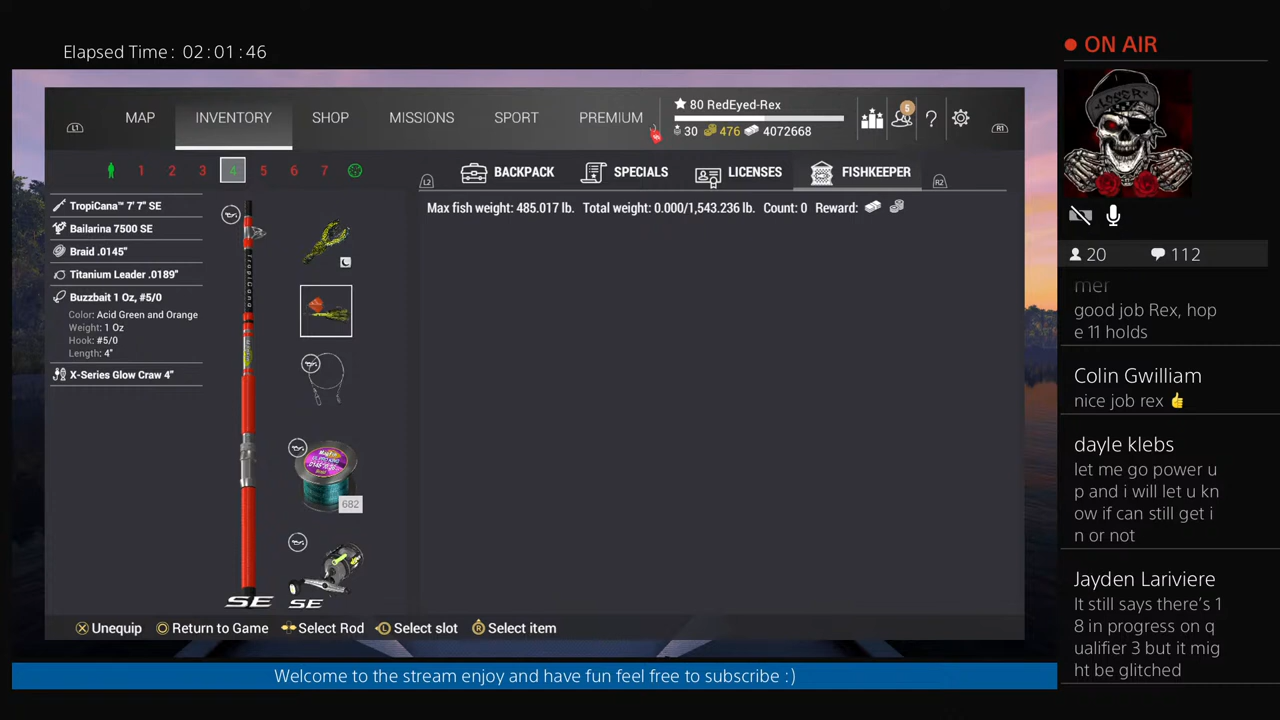 Elapsed Time: 02:01:46
ON AIR
MAP
INVENTORY
SHOP
MISSIONS
SPORT
PREMIUM
80 RedEyed-Rex
30 476 4072668
5
?
L1
R1
1 2 3 4 5 6 7
L2
BACKPACK
SPECIALS
LICENSES
FISHKEEPER
R2
Max fish weight: 485.017 lb. Total weight: 0.000/1,543.236 lb. Count: 0 Reward:
TropiCana™ 7' 7" SE
Bailarina 7500 SE
Braid .0145"
Titanium Leader .0189"
Buzzbait 1 Oz, #5/0
Color: Acid Green and Orange
Weight: 1 Oz
Hook: #5/0
Length: 4"
X-Series Glow Craw 4"
TropiCana
682
SE
SE
Unequip
Return to Game
Select Rod
L Select slot
R Select item
Welcome to the stream enjoy and have fun feel free to subscribe :)
LOSER
20 112
mer
good job Rex, hop
e 11 holds
Colin Gwilliam
nice job rex 👍
dayle klebs
let me go power u
p and i will let u kn
ow if can still get i
n or not
Jayden Lariviere
It still says there's 1
8 in progress on q
ualifier 3 but it mig
ht be glitched